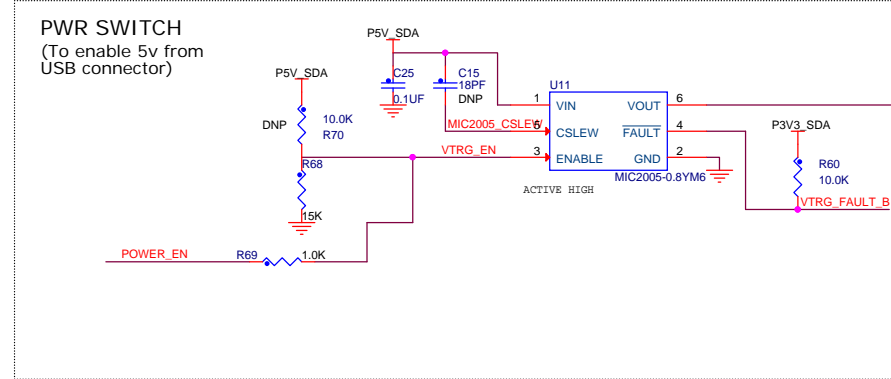 PWR SWITCH
(To enable 5v from
USB connector)
P5V_SDA
P5V_SDA
C25
0.1UF
C15
18PF
DNP
U11
1
VIN
VOUT
6
MIC2005_CSLEW
5
CSLEW
FAULT
4
VTRG_EN
3
ENABLE
GND
2
MIC2005-0.8YM6
ACTIVE HIGH
DNP
10.0K
R70
R68
15K
P3V3_SDA
R60
10.0K
VTRG_FAULT_B
POWER_EN
R69
1.0K